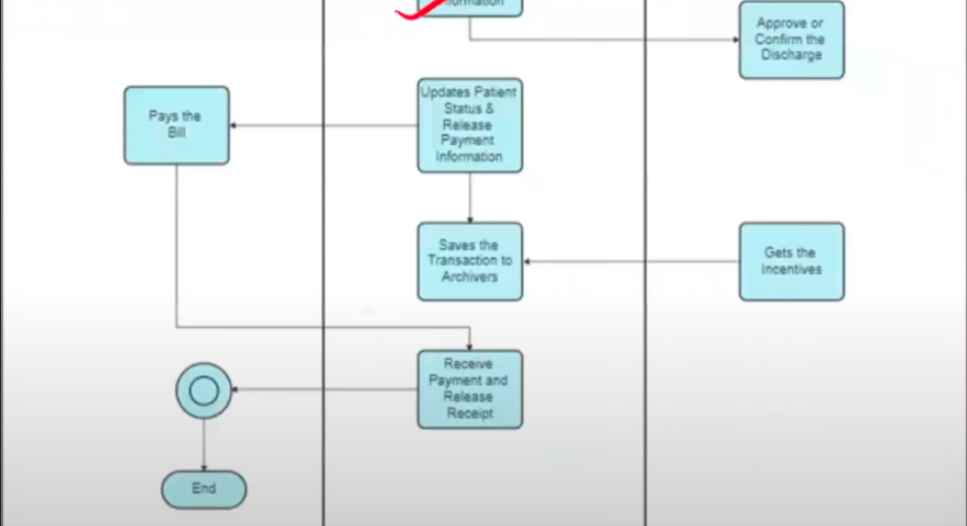 Information
Approve or
Confirm the
Discharge
Updates Patient
Status &
Release
Payment
Information
Pays the
Bill
Saves the
Transaction to
Archivers
Gets the
Incentives
Receive
Payment and
Release
Receipt
End